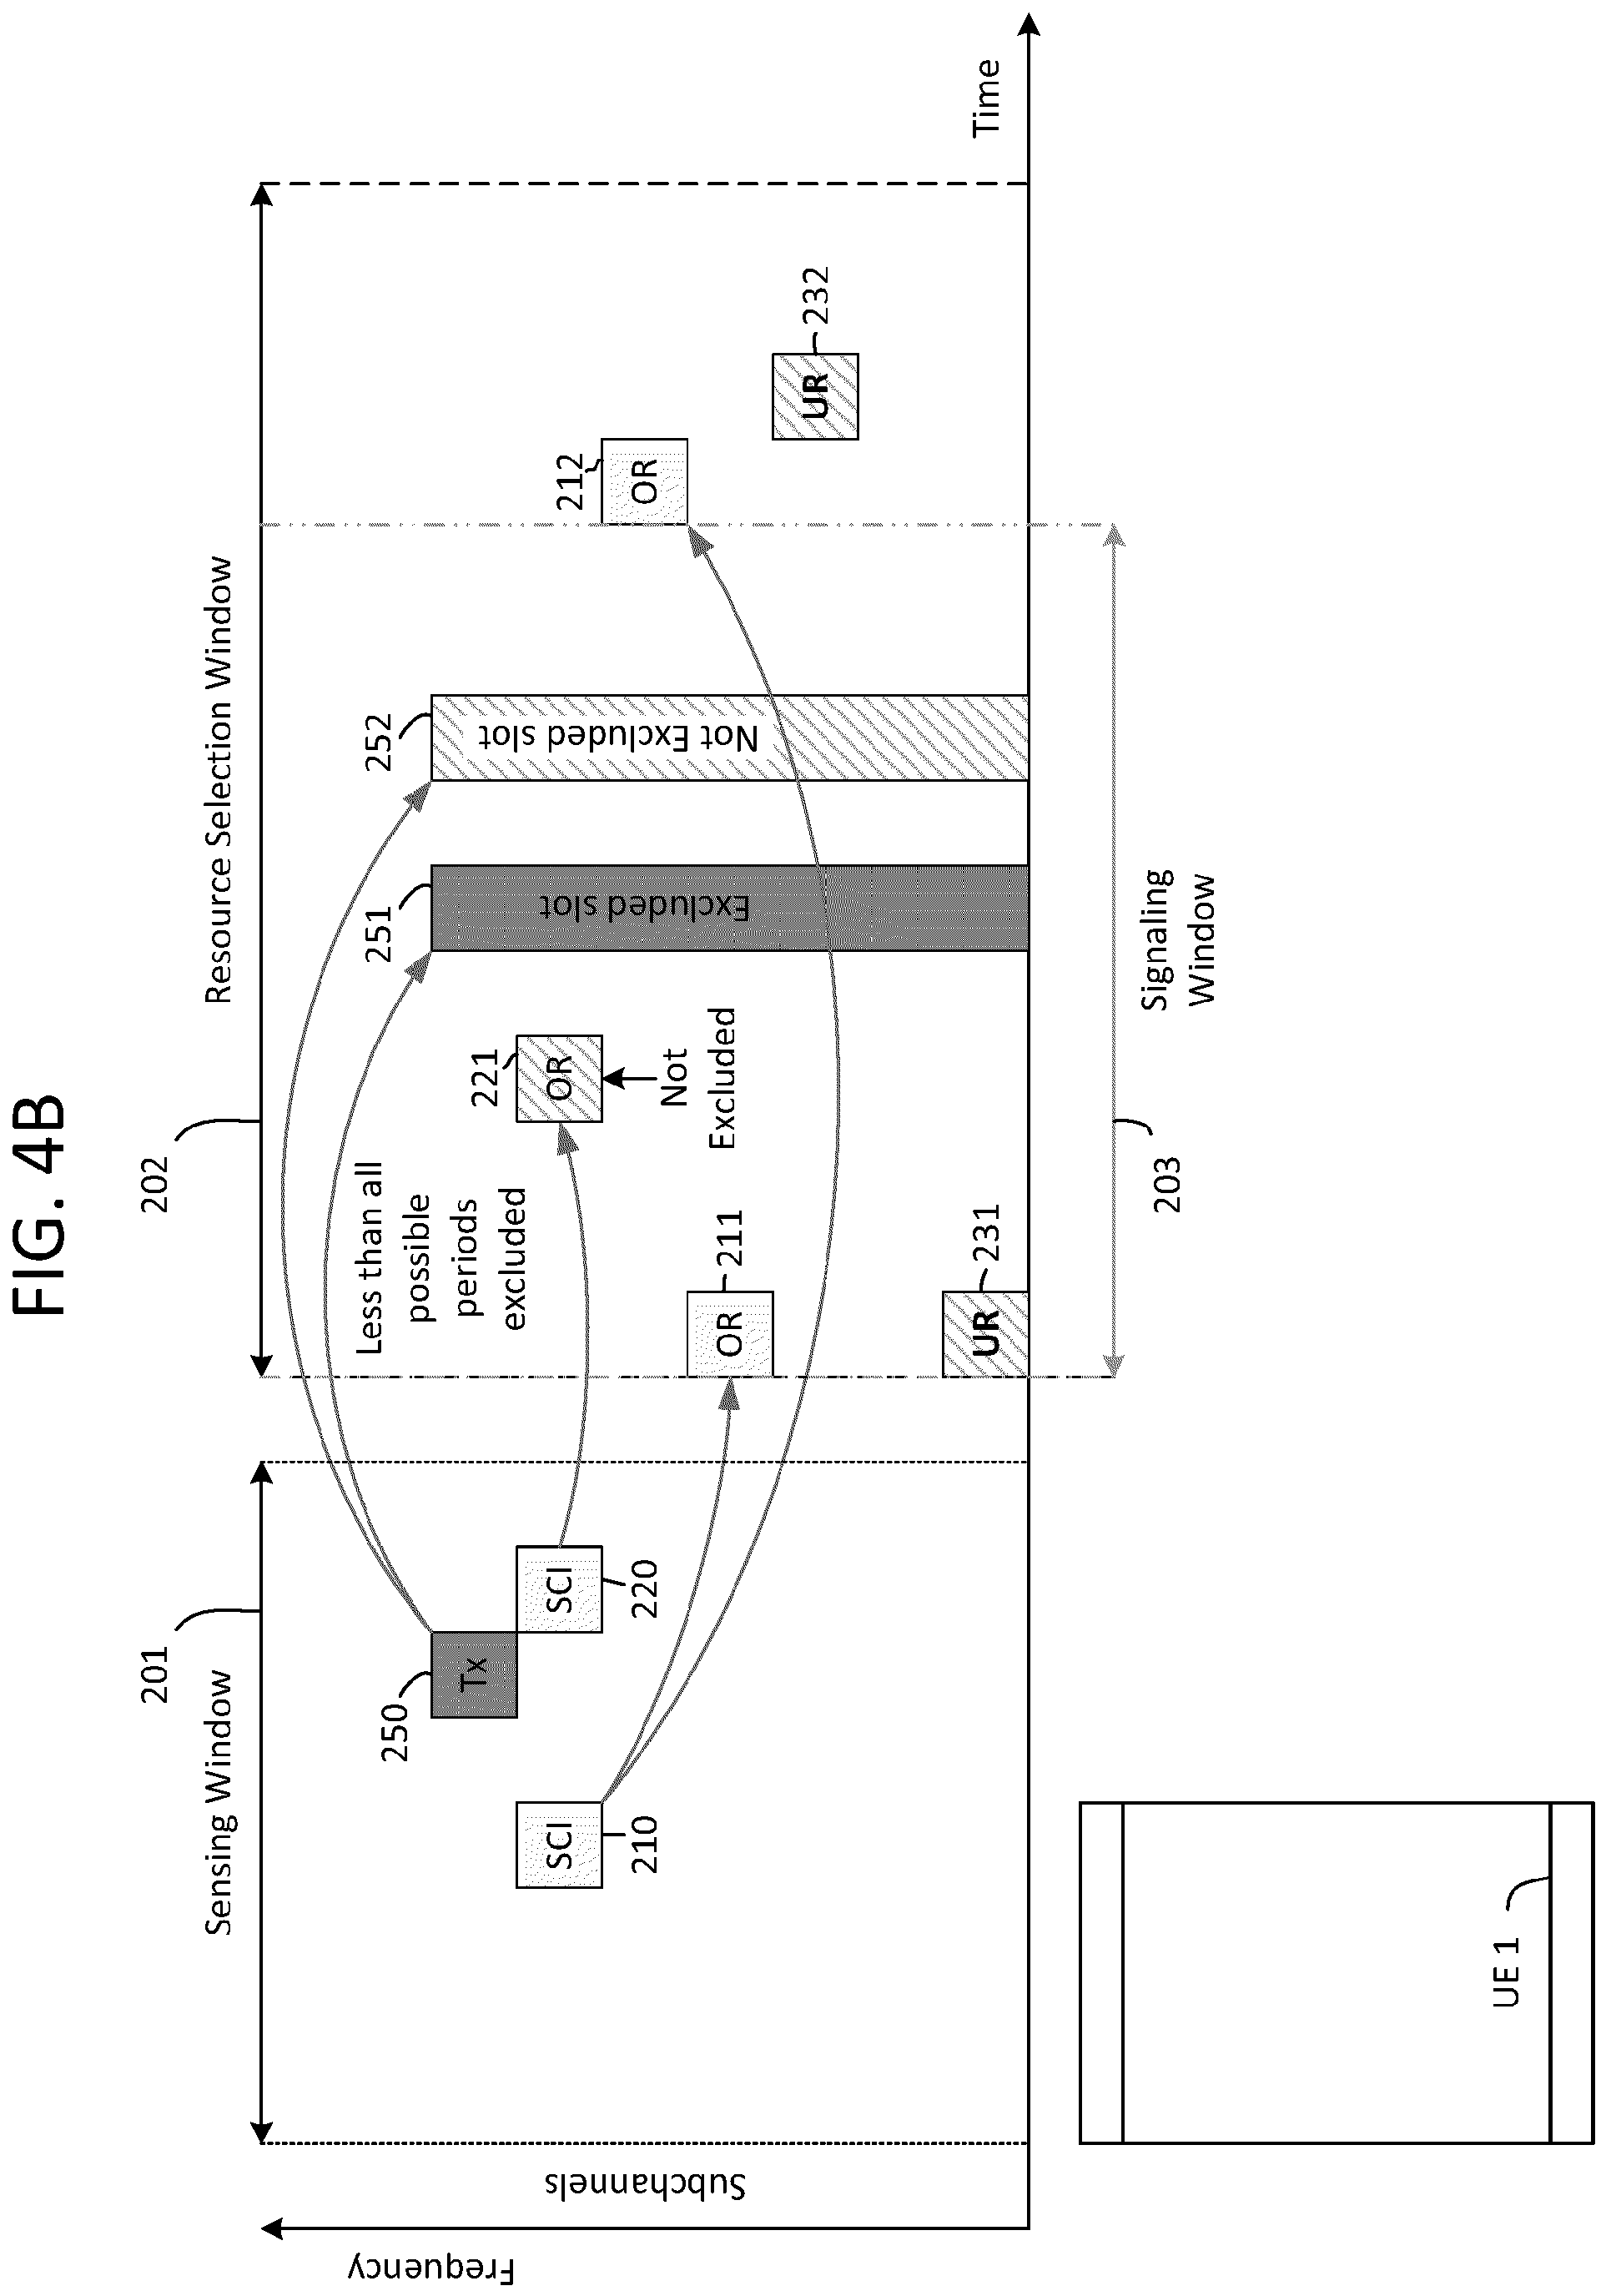 FIG. 4B
201
202
Sensing Window
Resource Selection Window
Frequency
Subchannels
SCI
210
250
Tx
SCI
220
Less than all
possible
periods
excluded
OR
211
UR
231
221
OR
Not
Excluded
251
Excluded slot
252
Not Excluded slot
212
OR
UR
232
Time
203
Signaling
Window
UE 1